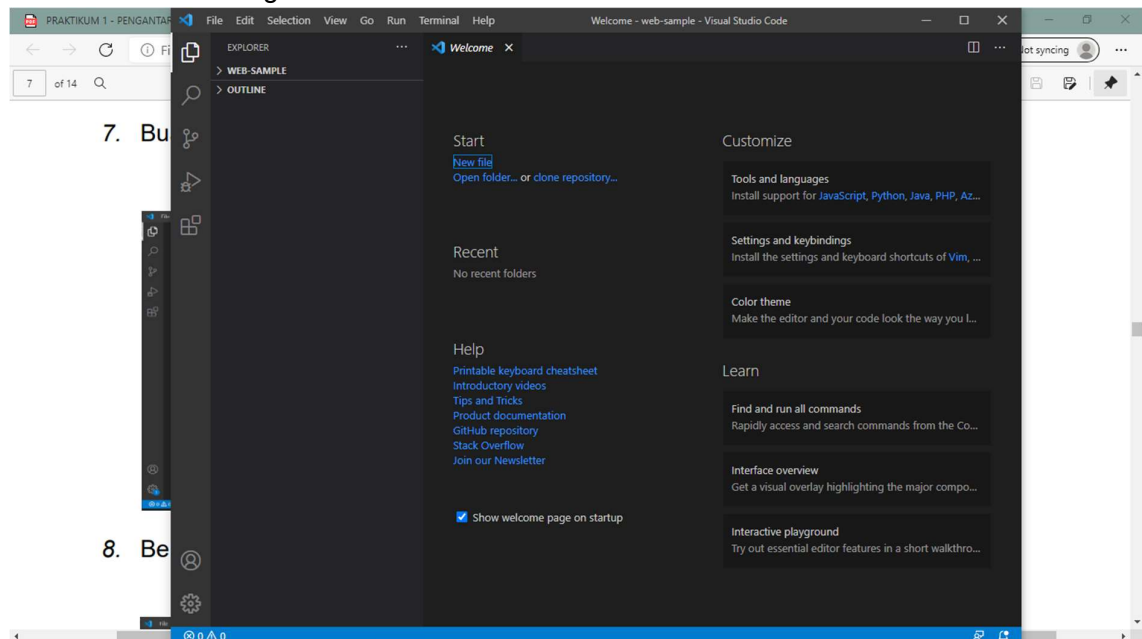 PRAKTIKUM 1 - PENGANTAR
File Edit Selection View Go Run Terminal Help
Welcome - web-sample - Visual Studio Code
Fi
Not syncing
7 of 14
EXPLORER
Welcome
WEB-SAMPLE
OUTLINE
7. Bu
Start
New file
Open folder... or clone repository...
Recent
No recent folders
Help
Printable keyboard cheatsheet
Introductory videos
Tips and Tricks
Product documentation
GitHub repository
Stack Overflow
Join our Newsletter
Show welcome page on startup
Customize
Tools and languages
Install support for JavaScript, Python, Java, PHP, Az...
Settings and keybindings
Install the settings and keyboard shortcuts of Vim, ...
Color theme
Make the editor and your code look the way you l...
Learn
Find and run all commands
Rapidly access and search commands from the Co...
Interface overview
Get a visual overlay highlighting the major compo...
Interactive playground
Try out essential editor features in a short walkthro...
8. Be
0 0